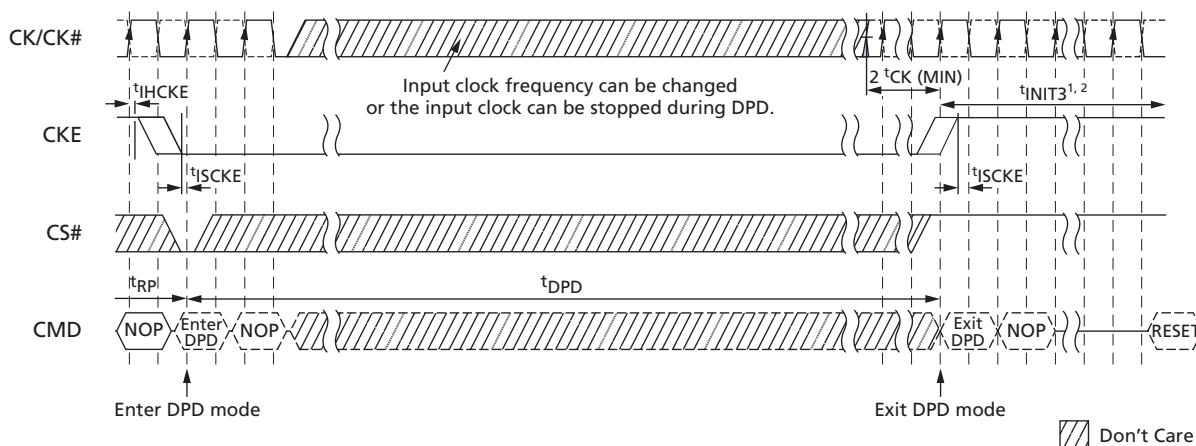 CK/CK#
2 tCK (MIN)
Input clock frequency can be changed
or the input clock can be stopped during DPD.
tIHCKE
tINIT31, 2
CKE
tISCKE
tISCKE
CS#
tRP
tDPD
CMD
NOP
Enter
DPD
NOP
Exit
DPD
NOP
RESET
Enter DPD mode
Exit DPD mode
Don't Care